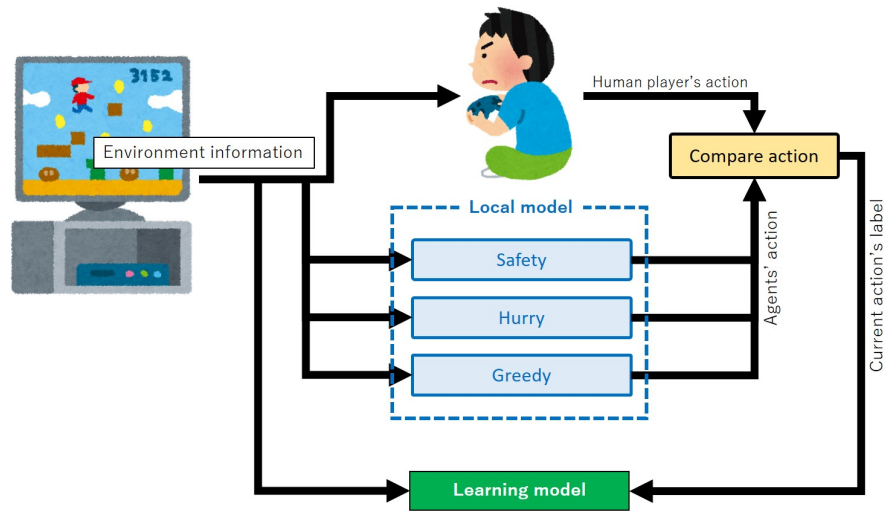 3152
Human player's action
Environment information
Compare action
Local model
Safety
Hurry
Greedy
Agents' action
Current action's label
Learning model